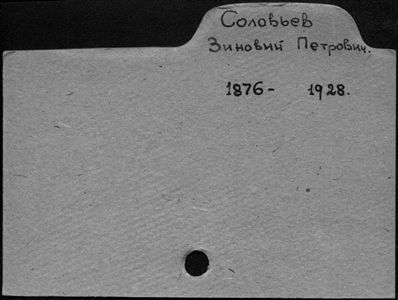 Соловьев
Зиновий Петрович.
1876- 1928.